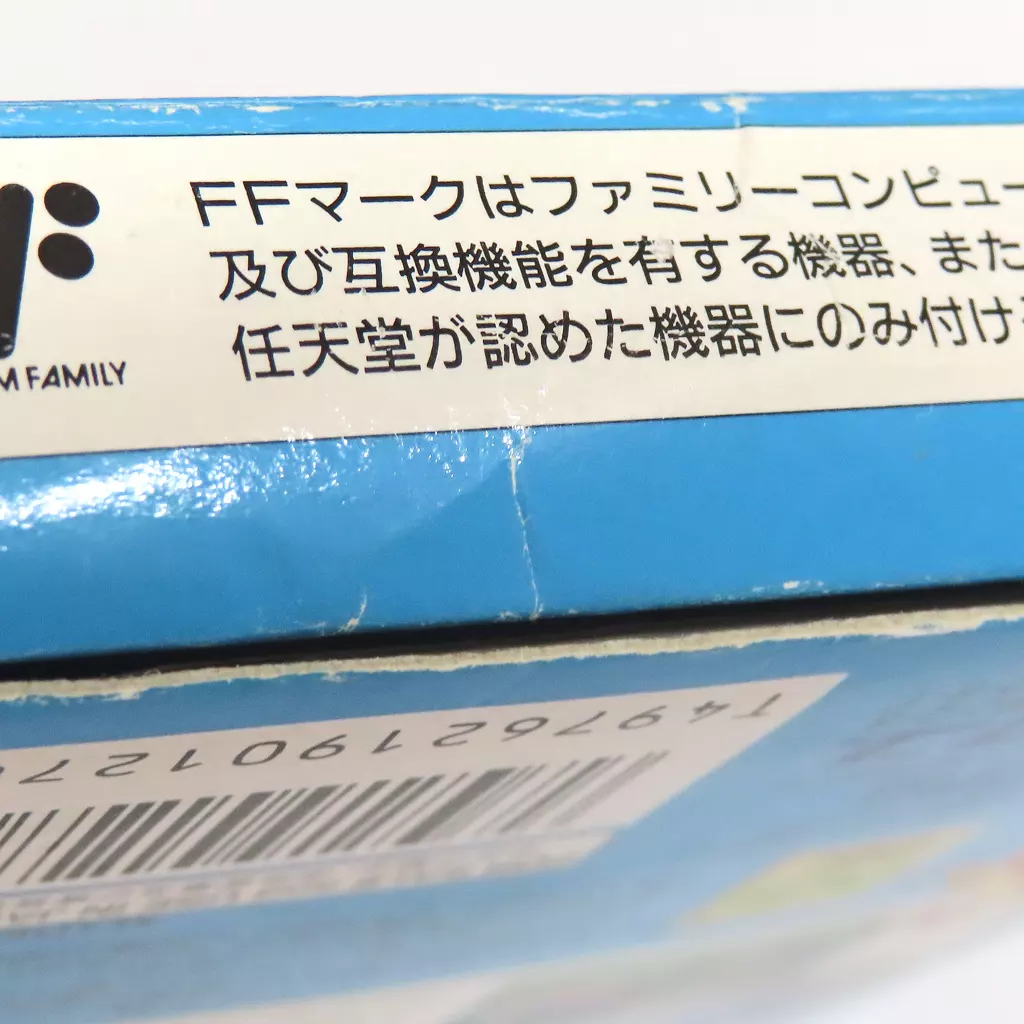 FFマークはファミリーコンピュー
及び互換機能を有する機器、また
任天堂が認めた機器にのみ付け
M FAMILY
T49762190127